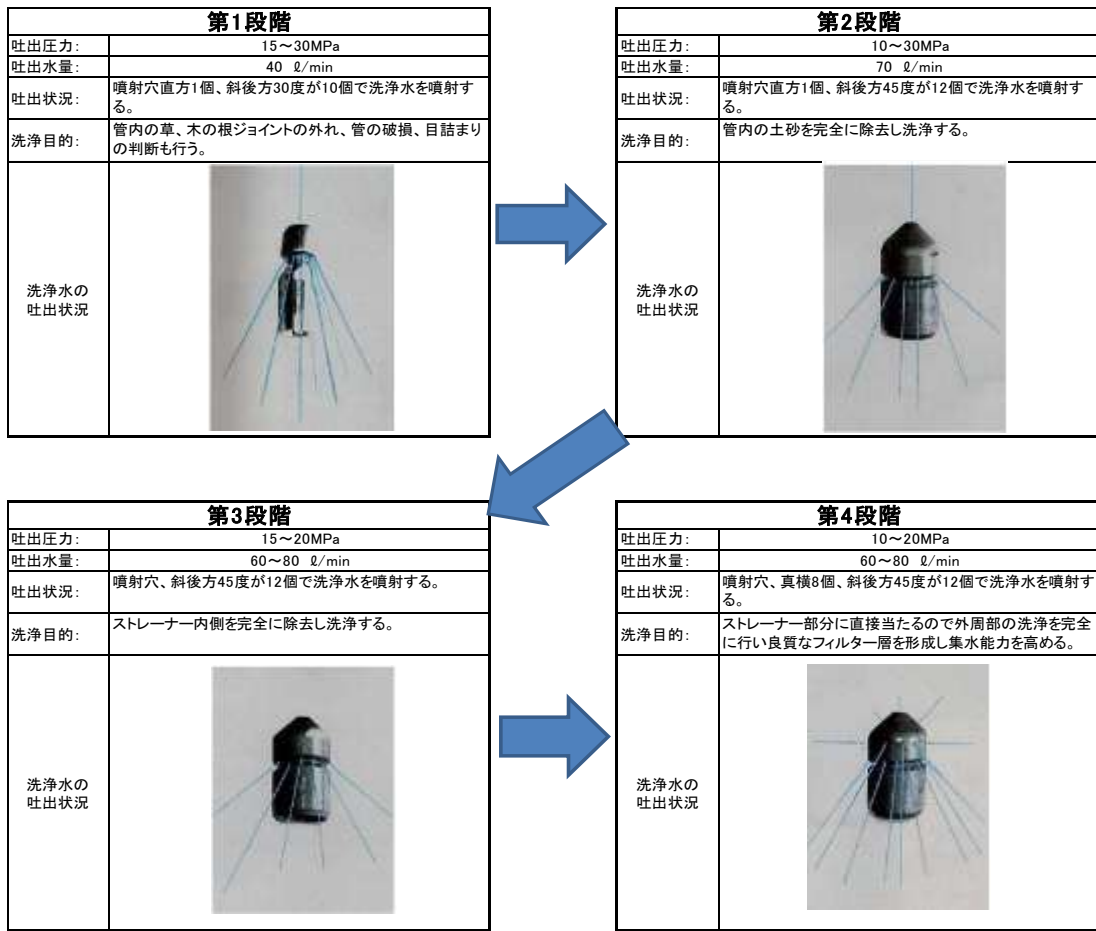 第1段階
吐出圧力: 15～30MPa
吐出水量: 40 ℓ/min
吐出状況: 噴射穴直方1個、斜後方30度が10個で洗浄水を噴射す
る。
洗浄目的: 管内の草、木の根ジョイントの外れ、管の破損、目詰まり
の判断も行う。
洗浄水の
吐出状況
第2段階
吐出圧力: 10～30MPa
吐出水量: 70 ℓ/min
吐出状況: 噴射穴直方1個、斜後方45度が12個で洗浄水を噴射す
る。
洗浄目的: 管内の土砂を完全に除去し洗浄する。
洗浄水の
吐出状況
第3段階
吐出圧力: 15～20MPa
吐出水量: 60～80 ℓ/min
吐出状況: 噴射穴、斜後方45度が12個で洗浄水を噴射する。
洗浄目的: ストレーナー内側を完全に除去し洗浄する。
洗浄水の
吐出状況
第4段階
吐出圧力: 10～20MPa
吐出水量: 60～80 ℓ/min
吐出状況: 噴射穴、真横8個、斜後方45度が12個で洗浄水を噴射す
る。
洗浄目的: ストレーナー部分に直接当たるので外周部の洗浄を完全
に行い良質なフィルター層を形成し集水能力を高める。
洗浄水の
吐出状況